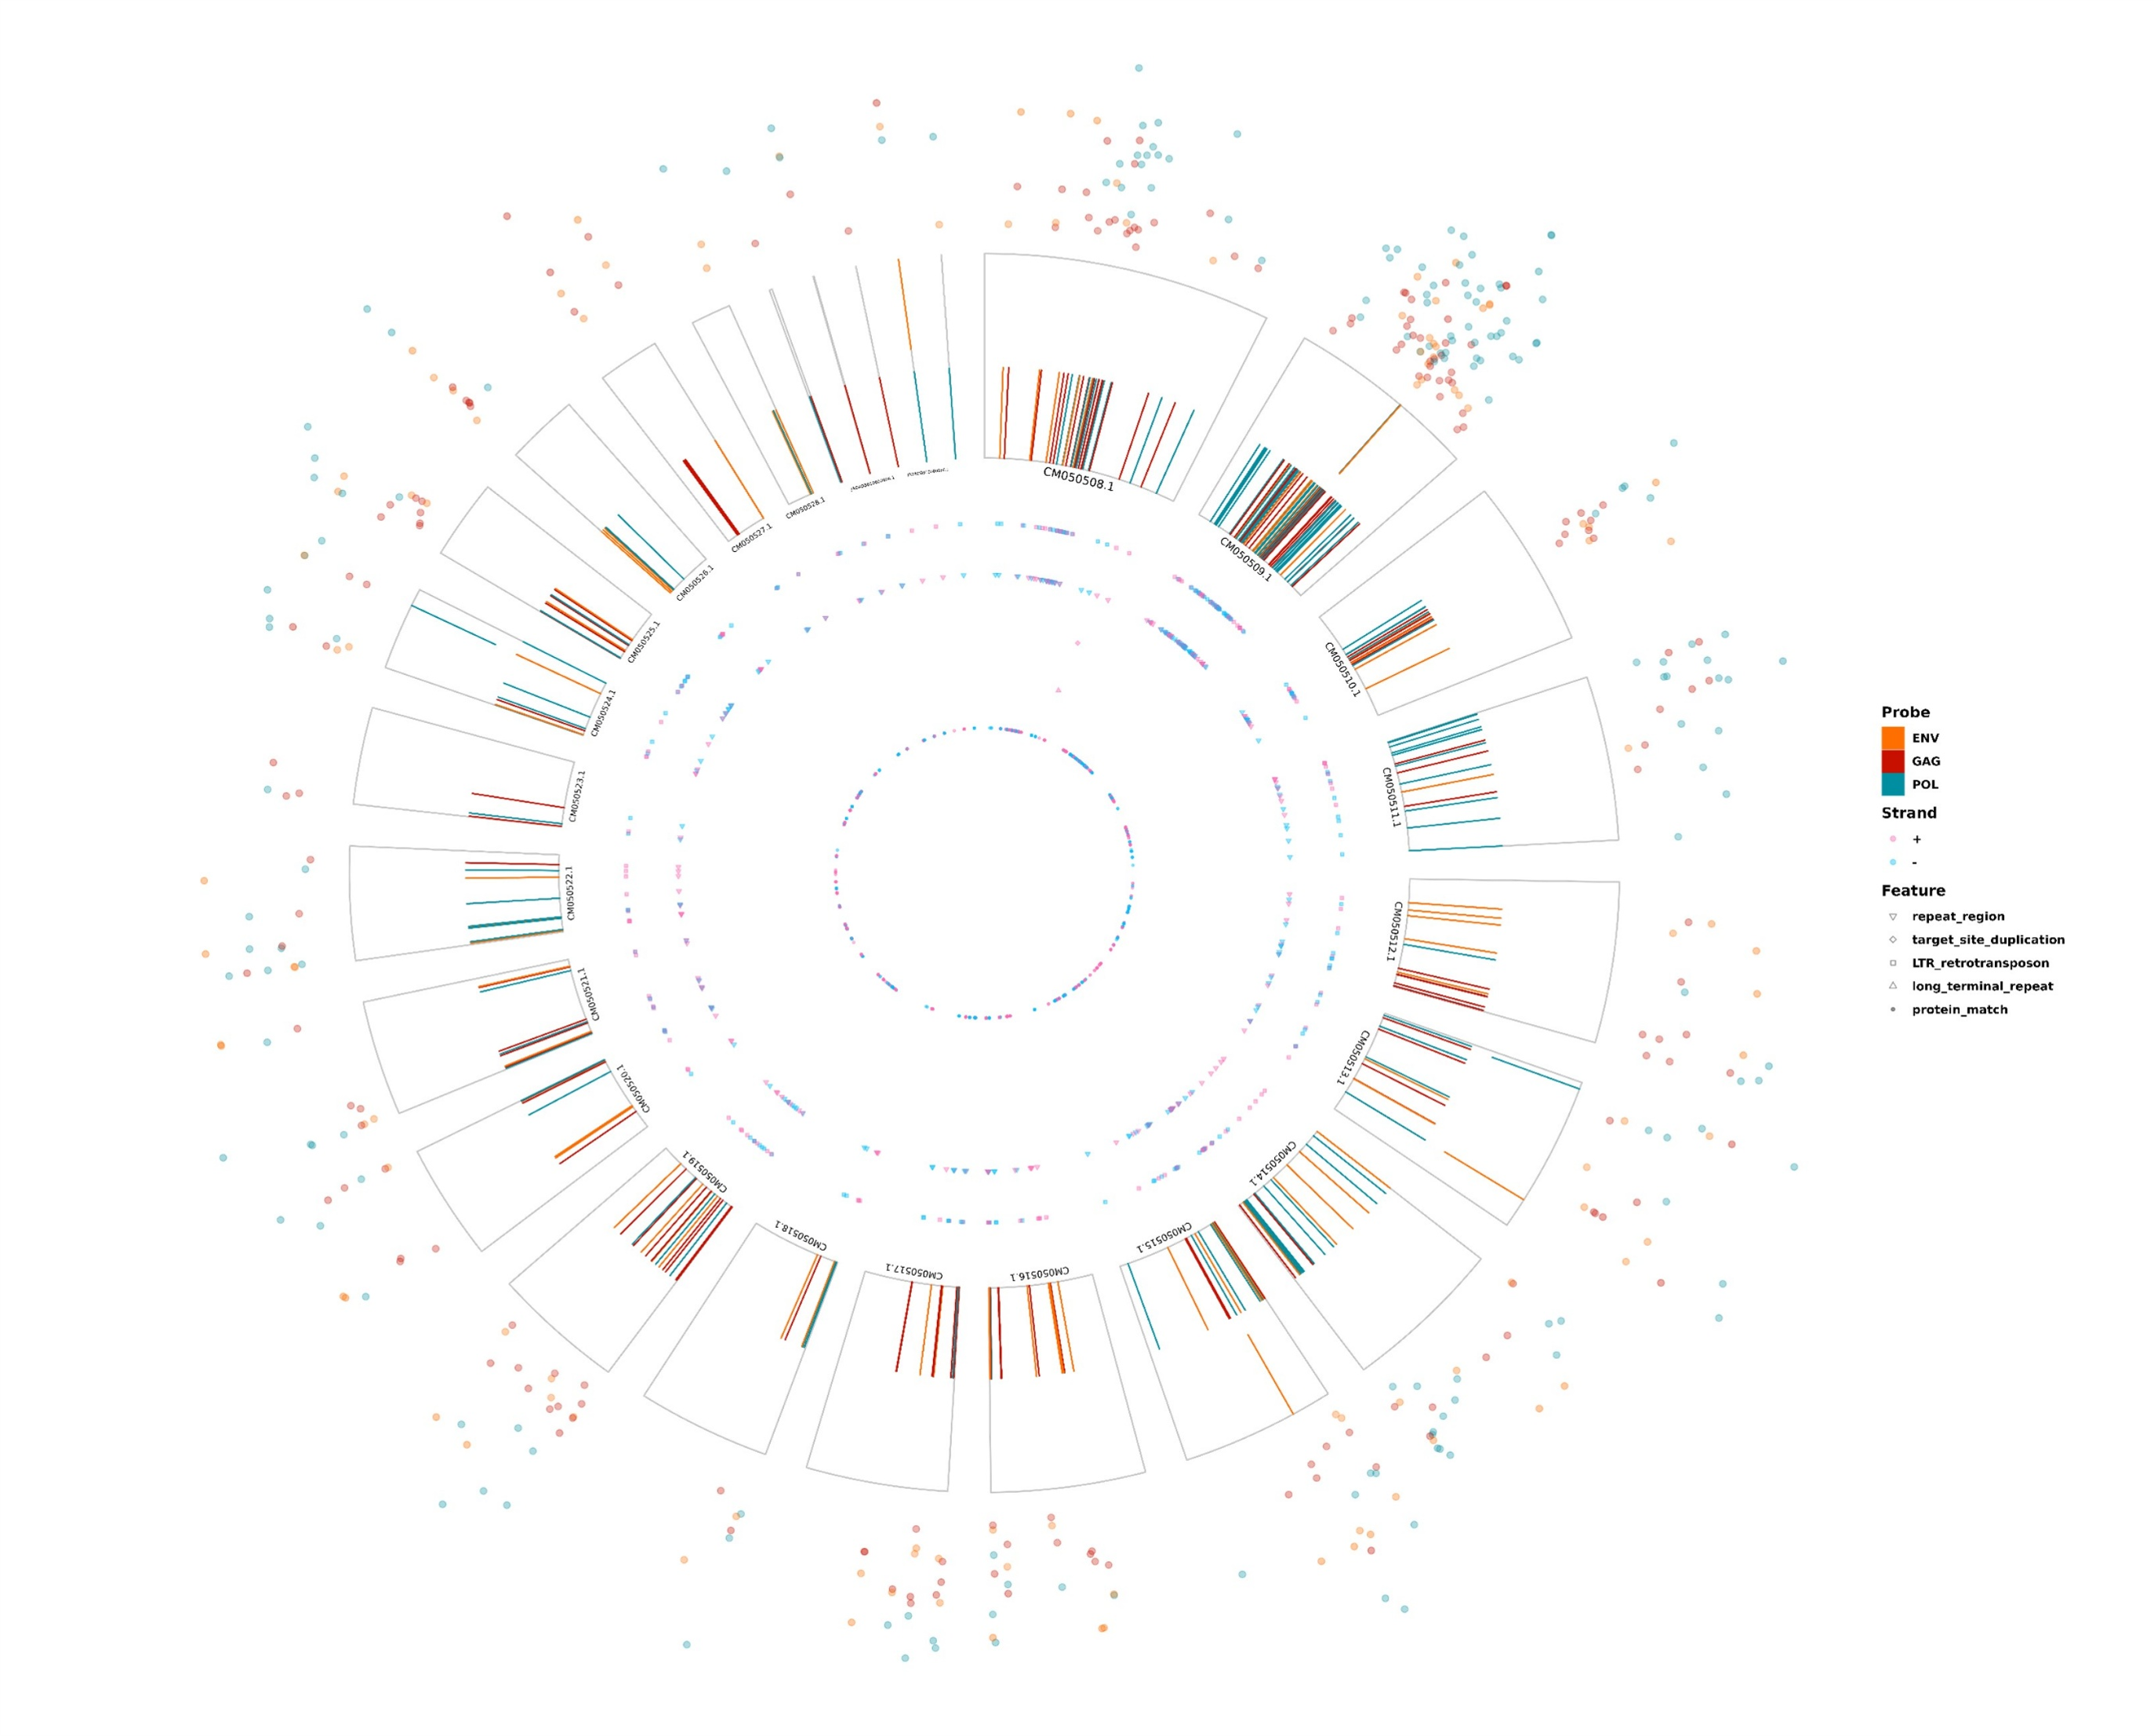 CM050508.1
CM050509.1
CM050510.1
CM050511.1
CM050512.1
CM050513.1
CM050514.1
CM050515.1
CM050516.1
CM050517.1
CM050518.1
CM050519.1
CM050520.1
CM050521.1
CM050522.1
CM050523.1
CM050524.1
CM050525.1
CM050526.1
CM050527.1
CM050528.1
Probe
ENV
GAG
POL
Strand
+
-
Feature
repeat_region
target_site_duplication
LTR_retrotransposon
long_terminal_repeat
protein_match